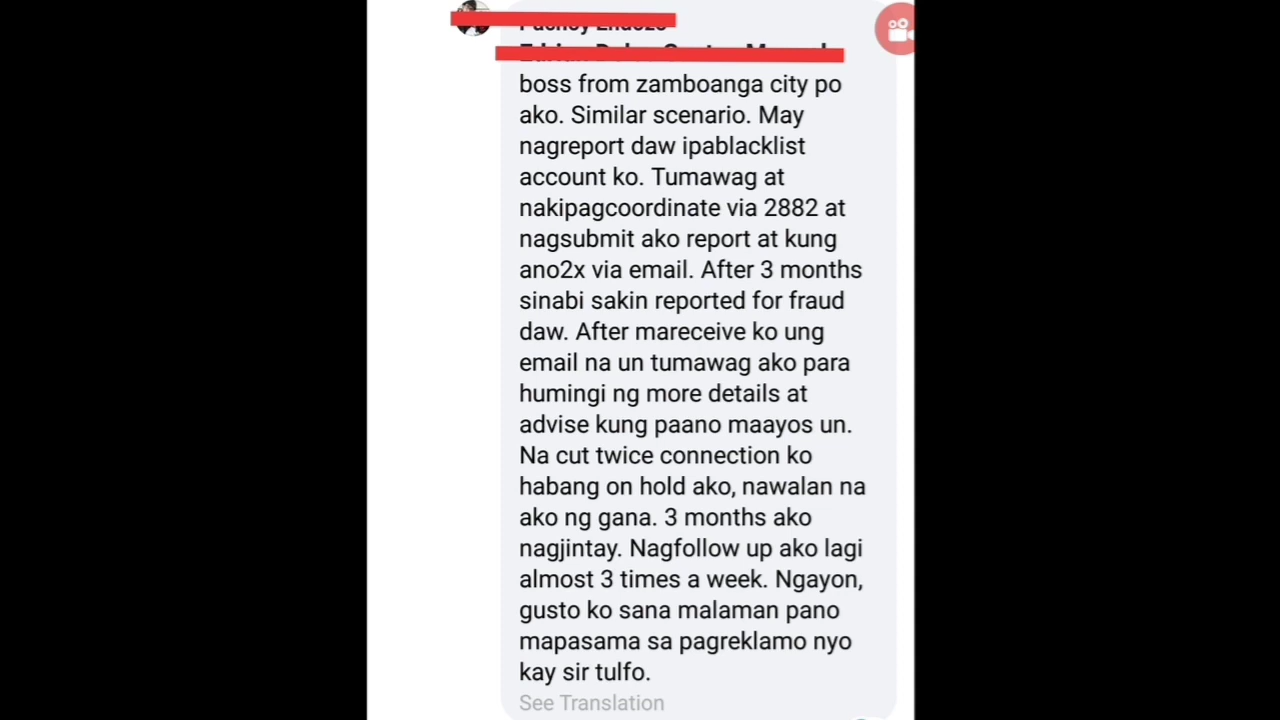 boss from zamboanga city po
ako. Similar scenario. May
nagreport daw ipablacklist
account ko. Tumawag at
nakipagcoordinate via 2882 at
nagsubmit ako report at kung
ano2x via email. After 3 months
sinabi sakin reported for fraud
daw. After mareceive ko ung
email na un tumawag ako para
humingi ng more details at
advise kung paano maayos un.
Na cut twice connection ko
habang on hold ako, nawalan na
ako ng gana. 3 months ako
nagjintay. Nagfollow up ako lagi
almost 3 times a week. Ngayon,
gusto ko sana malaman pano
mapasama sa pagreklamo nyo
kay sir tulfo.
See Translation